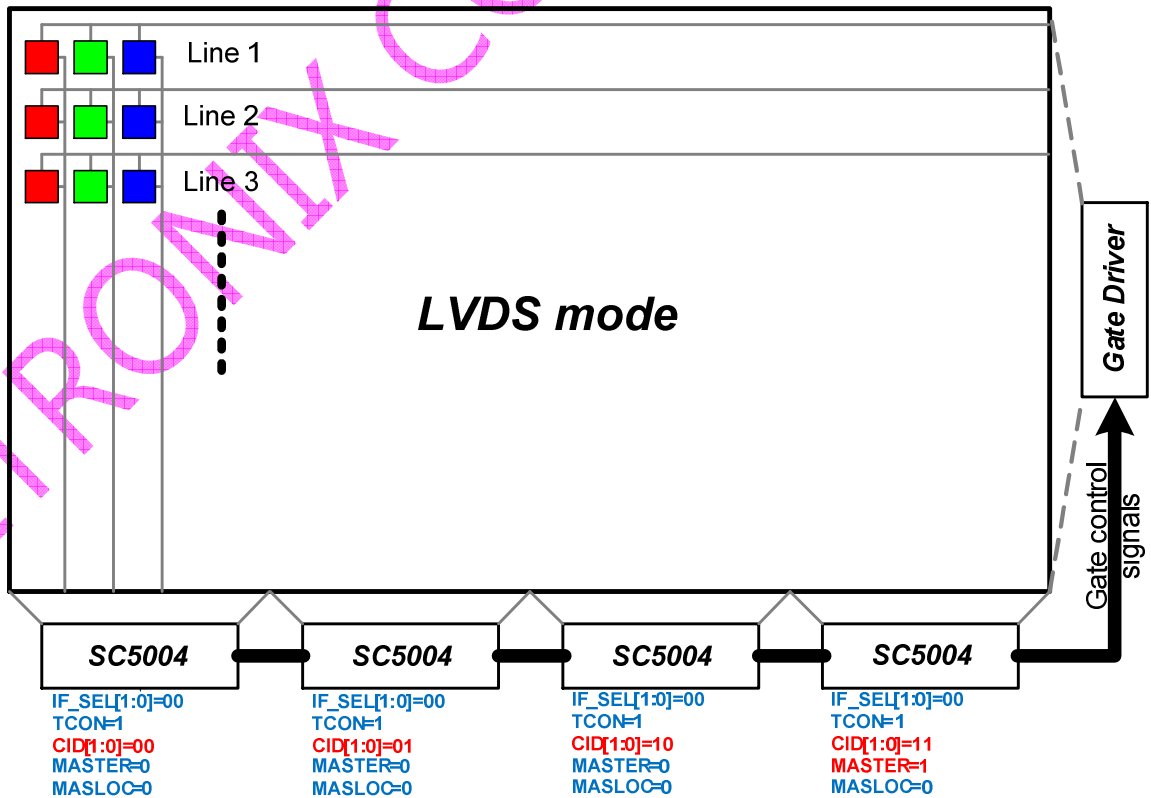 Line 1
Line 2
Line 3
LVDS mode
Gate Driver
Gate control
signals
SC5004
SC5004
SC5004
SC5004
IF_SEL[1:0]=00
TCON=1
CID[1:0]=00
MASTER=0
MASLOC=0
IF_SEL[1:0]=00
TCON=1
CID[1:0]=01
MASTER=0
MASLOC=0
IF_SEL[1:0]=00
TCON=1
CID[1:0]=10
MASTER=0
MASLOC=0
IF_SEL[1:0]=00
TCON=1
CID[1:0]=11
MASTER=1
MASLOC=0